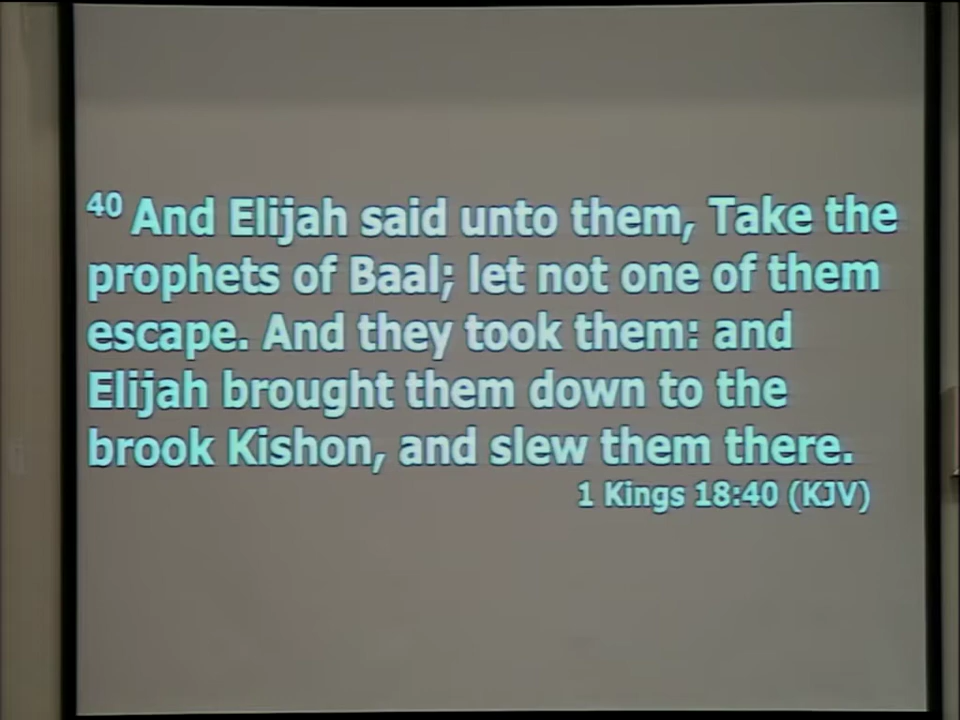 40 And Elijah said unto them, Take the
prophets of Baal; let not one of them
escape. And they took them: and
Elijah brought them down to the
brook Kishon, and slew them there.
1 Kings 18:40 (KJV)